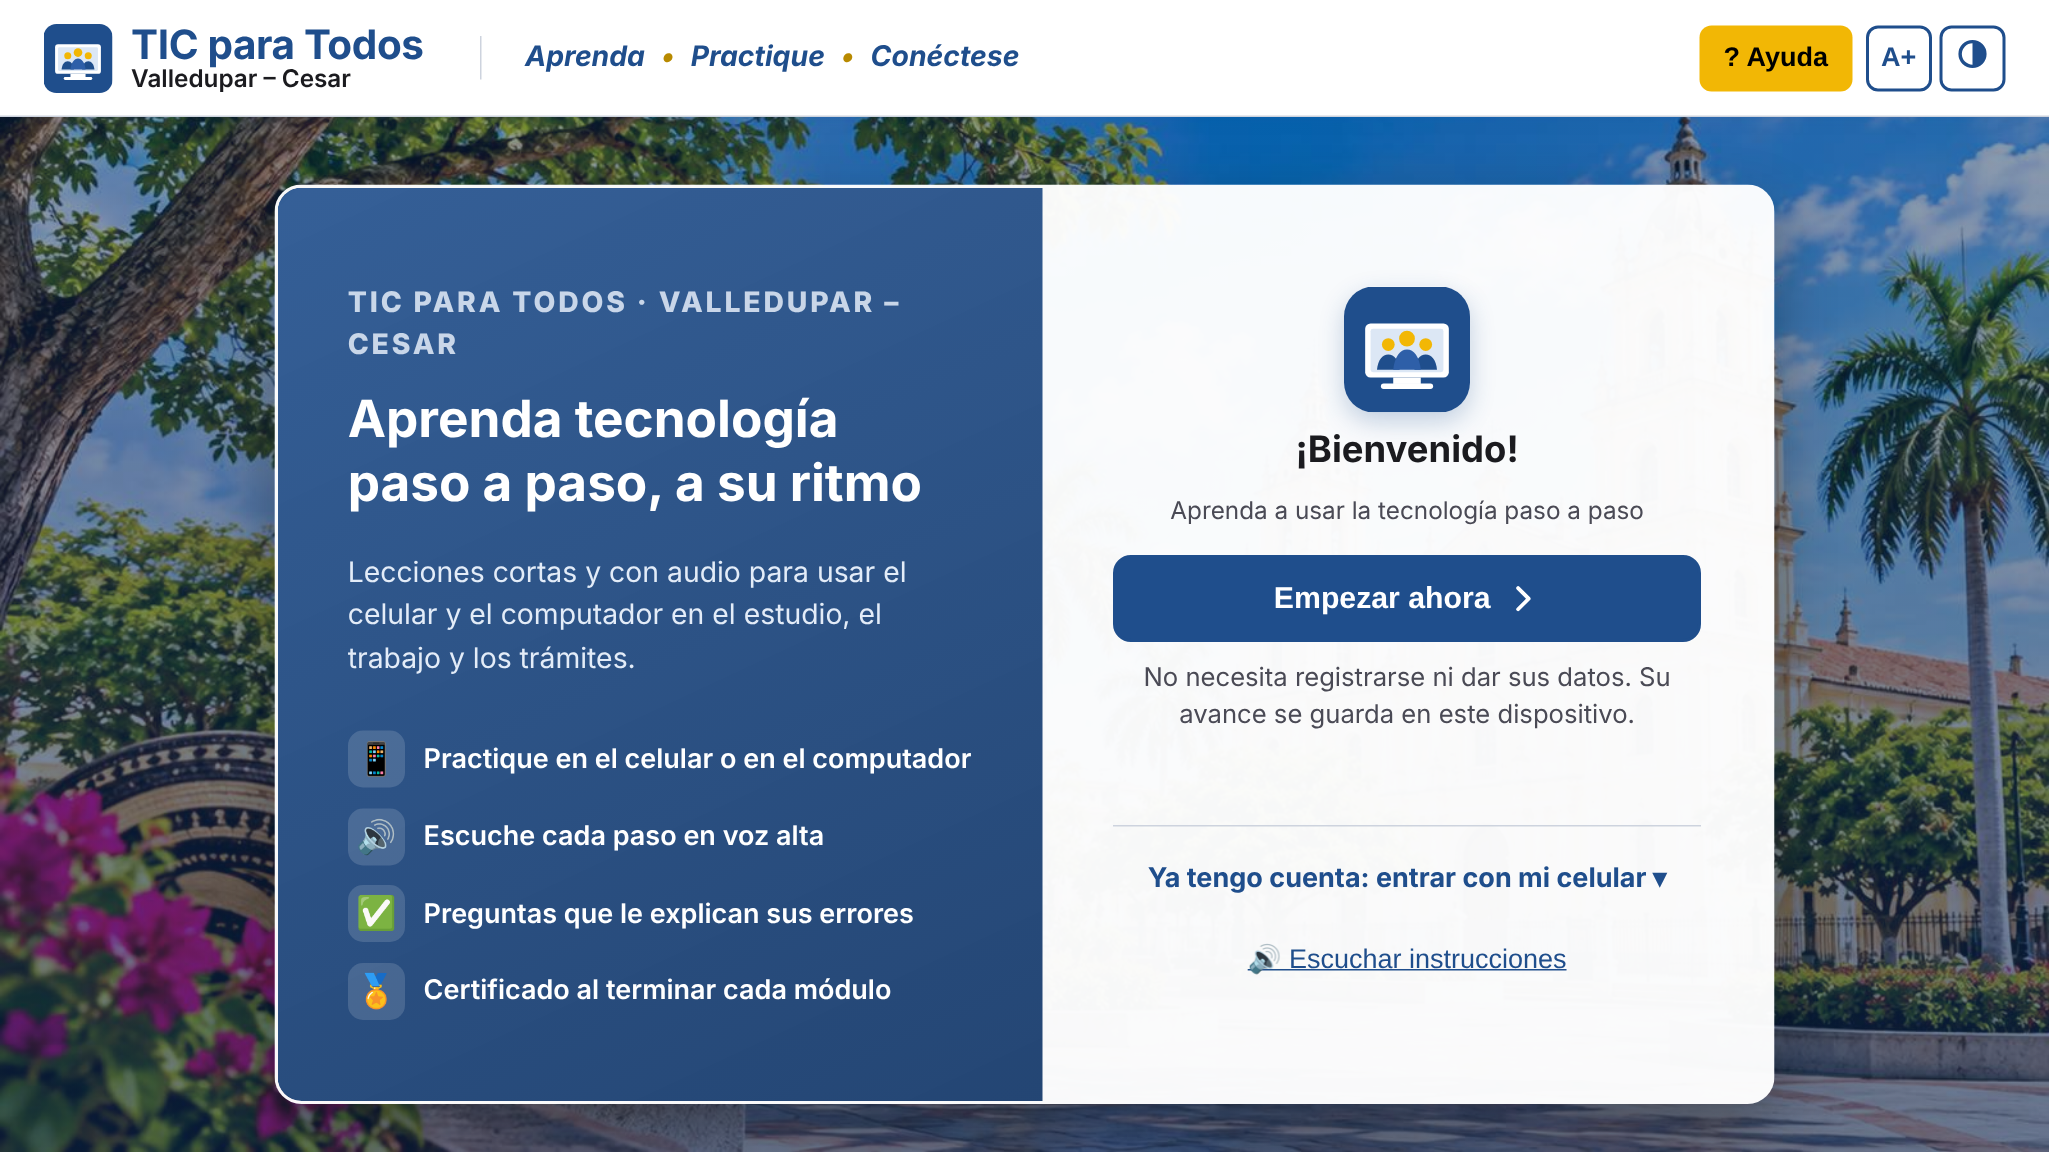 TIC para Todos
Valledupar – Cesar
Aprenda • Practique • Conéctese
? Ayuda
A+
TIC PARA TODOS · VALLEDUPAR –
CESAR
Aprenda tecnología
paso a paso, a su ritmo
Lecciones cortas y con audio para usar el
celular y el computador en el estudio, el
trabajo y los trámites.
Practique en el celular o en el computador
Escuche cada paso en voz alta
Preguntas que le explican sus errores
Certificado al terminar cada módulo
¡Bienvenido!
Aprenda a usar la tecnología paso a paso
Empezar ahora
No necesita registrarse ni dar sus datos. Su
avance se guarda en este dispositivo.
Ya tengo cuenta: entrar con mi celular ▾
Escuchar instrucciones